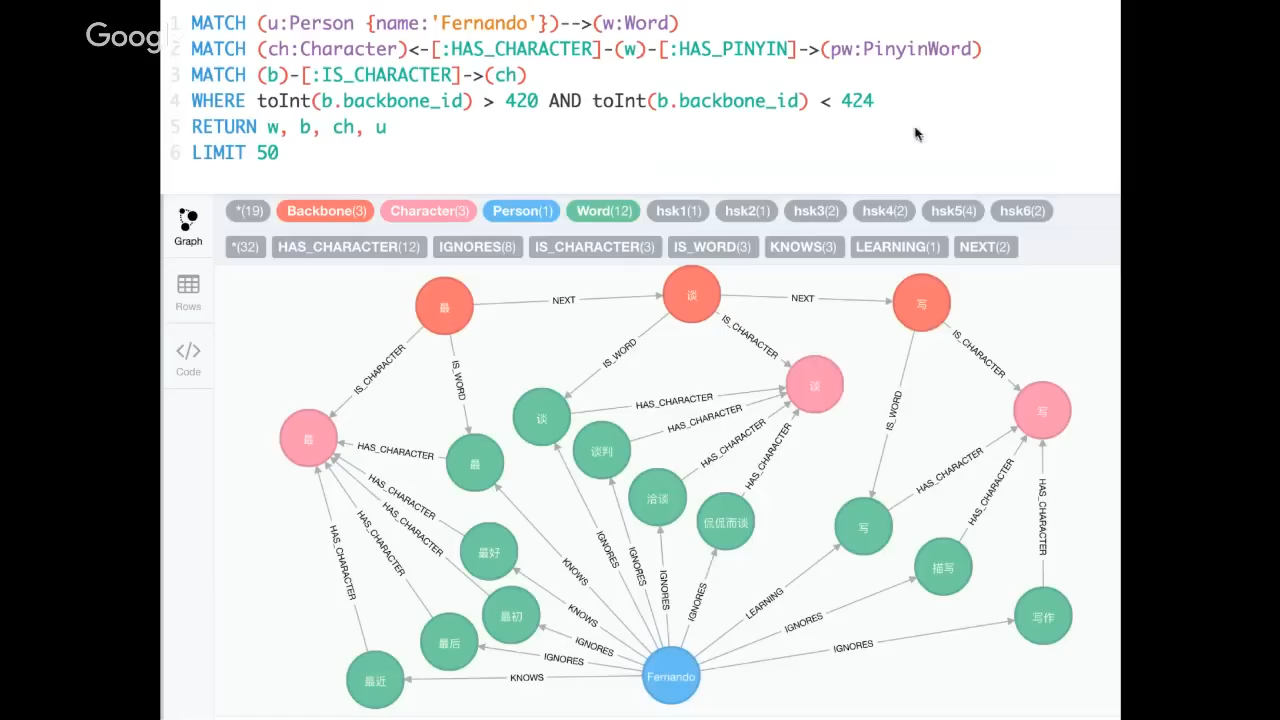 Goog
1 MATCH (u:Person {name:'Fernando'})-->(w:Word)
2 MATCH (ch:Character)<-[:HAS_CHARACTER]-(w)-[:HAS_PINYIN]->(pw:PinyinWord)
3 MATCH (b)-[:IS_CHARACTER]->(ch)
4 WHERE toInt(b.backbone_id) > 420 AND toInt(b.backbone_id) < 424
5 RETURN w, b, ch, u
6 LIMIT 50
Graph
Rows
Code
*(19) Backbone(3) Character(3) Person(1) Word(12) hsk1(1) hsk2(1) hsk3(2) hsk4(2) hsk5(4) hsk6(2)
*(32) HAS_CHARACTER(12) IGNORES(8) IS_CHARACTER(3) IS_WORD(3) KNOWS(3) LEARNING(1) NEXT(2)
最 NEXT 谈 NEXT 写
IS_CHARACTER IS_WORD IS_WORD IS_CHARACTER IS_WORD IS_CHARACTER
谈 写
谈 HAS_CHARACTER
最 HAS_CHARACTER 最
谈判 HAS_CHARACTER
洽谈 HAS_CHARACTER
侃侃而谈 HAS_CHARACTER
写 HAS_CHARACTER
描写 HAS_CHARACTER
写作 HAS_CHARACTER
最好 HAS_CHARACTER
最初 HAS_CHARACTER
最后 HAS_CHARACTER
最近 HAS_CHARACTER
KNOWS
KNOWS
IGNORES
IGNORES
KNOWS
IGNORES
IGNORES
IGNORES
IGNORES
LEARNING
IGNORES
IGNORES
Fernando